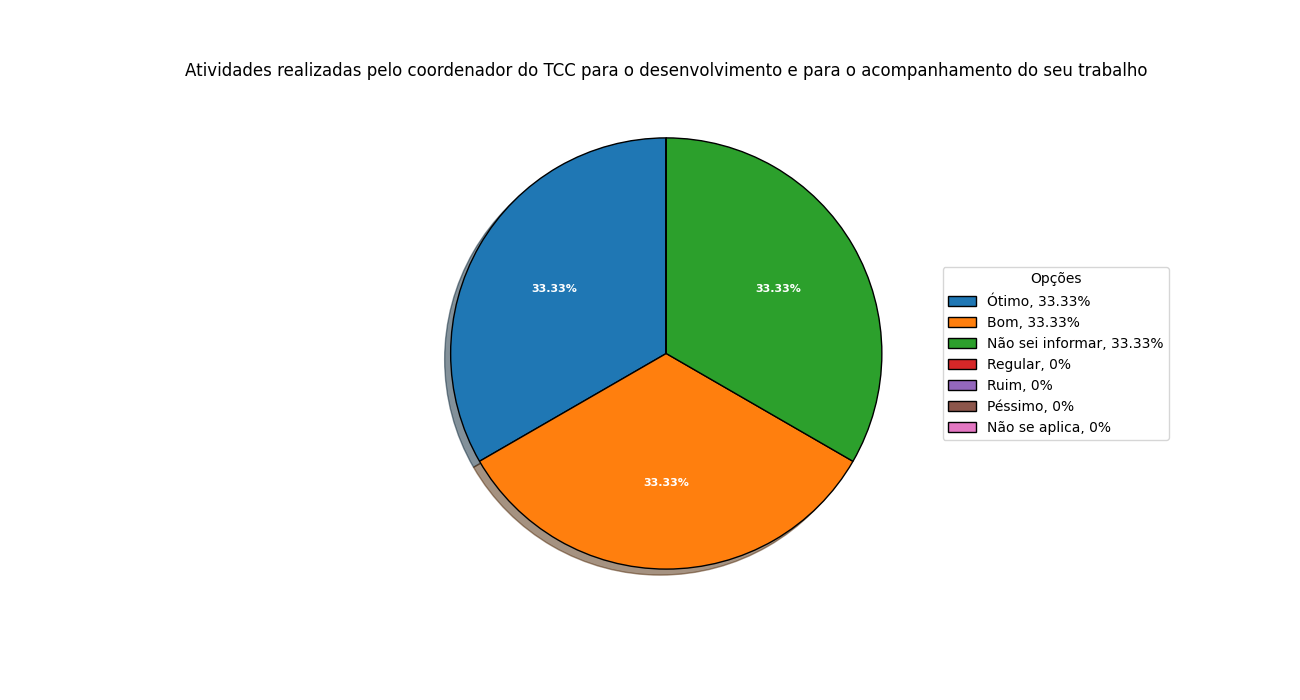 Atividades realizadas pelo coordenador do TCC para o desenvolvimento e para o acompanhamento do seu trabalho
33.33%
33.33%
33.33%
Opções
Ótimo, 33.33%
Bom, 33.33%
Não sei informar, 33.33%
Regular, 0%
Ruim, 0%
Péssimo, 0%
Não se aplica, 0%